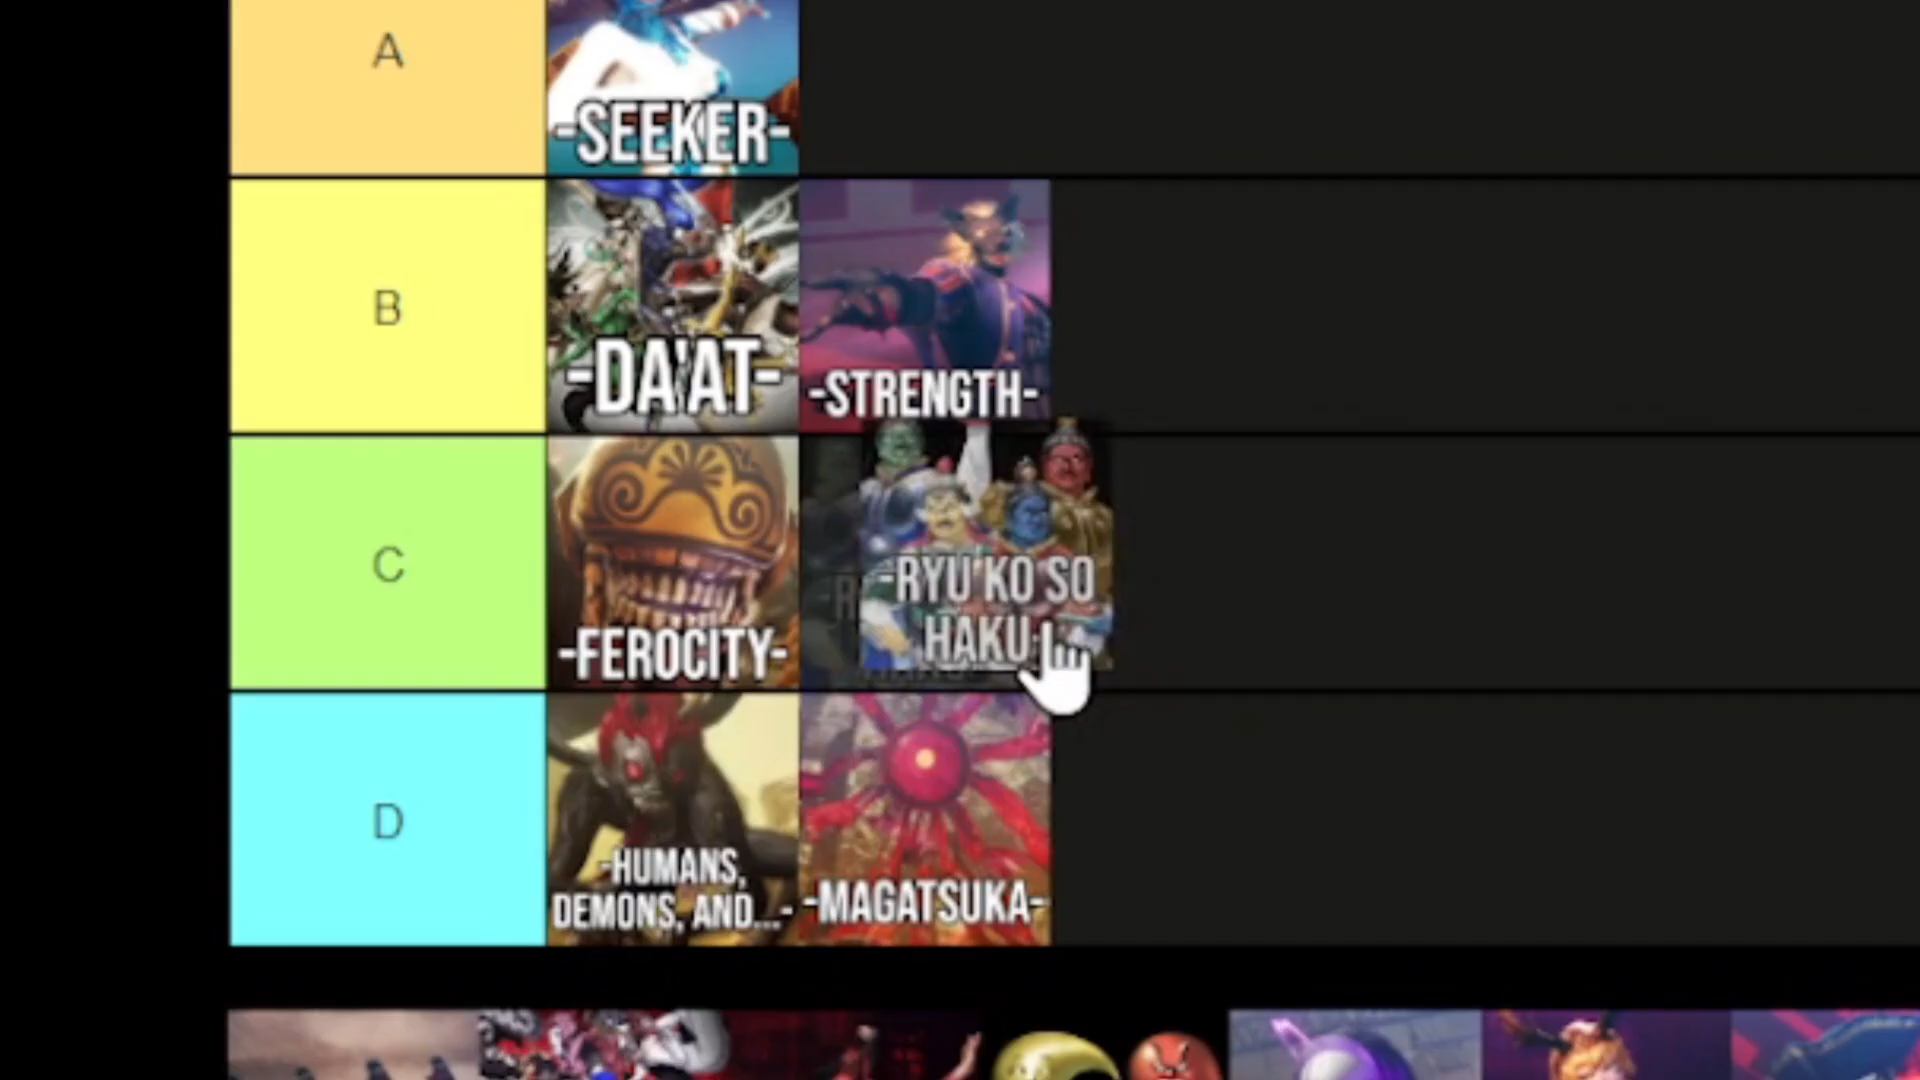 A
-SEEKER-
B
-DA'AT-
-STRENGTH-
C
-FEROCITY-
-RYU KO SO
HAKU-
D
-HUMANS,
DEMONS, AND...-
-MAGATSUKA-